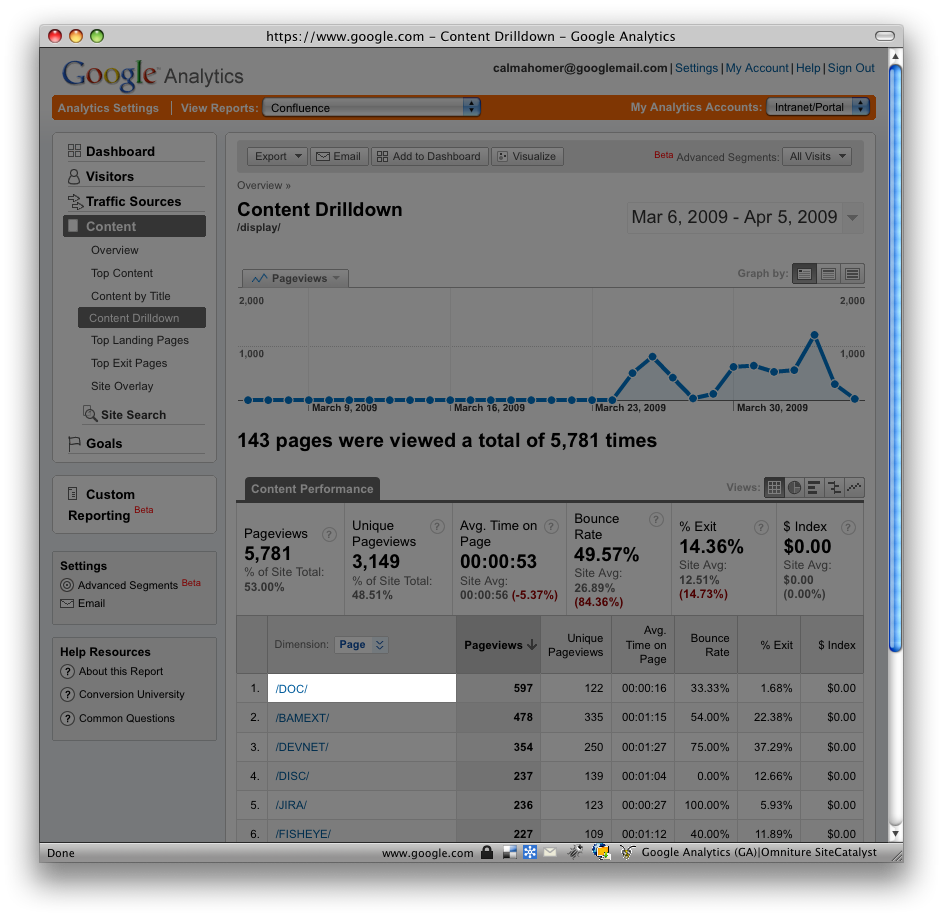 https://www.google.com – Content Drilldown – Google Analytics
Google™ Analytics
calmahomer@googlemail.com | Settings | My Account | Help | Sign Out
Analytics Settings | View Reports: Confluence My Analytics Accounts: Intranet/Portal
Dashboard
Visitors
Traffic Sources
Content
Overview
Top Content
Content by Title
Content Drilldown
Top Landing Pages
Top Exit Pages
Site Overlay
Site Search
Goals
Custom
Reporting Beta
Settings
Advanced Segments Beta
Email
Help Resources
? About this Report
? Conversion University
? Common Questions
Export Email Add to Dashboard Visualize Beta Advanced Segments: All Visits
Overview »
Content Drilldown
/display/
Mar 6, 2009 - Apr 5, 2009
Pageviews Graph by:
2,000 2,000
1,000 1,000
March 9, 2009 March 16, 2009 March 23, 2009 March 30, 2009
143 pages were viewed a total of 5,781 times
Content Performance Views:
Pageviews ?
5,781
% of Site Total:
53.00%
Unique
Pageviews ?
3,149
% of Site Total:
48.51%
Avg. Time on
Page ?
00:00:53
Site Avg:
00:00:56 (-5.37%)
Bounce
Rate ?
49.57%
Site Avg:
26.89%
(84.36%)
% Exit ?
14.36%
Site Avg:
12.51%
(14.73%)
$ Index ?
$0.00
Site Avg:
$0.00
(0.00%)
Dimension: Page Pageviews Unique Pageviews Avg. Time on Page Bounce Rate % Exit $ Index
1. /DOC/ 597 122 00:00:16 33.33% 1.68% $0.00
2. /BAMEXT/ 478 335 00:01:15 54.00% 22.38% $0.00
3. /DEVNET/ 354 250 00:01:27 75.00% 37.29% $0.00
4. /DISC/ 237 139 00:01:04 0.00% 12.66% $0.00
5. /JIRA/ 236 123 00:00:27 100.00% 5.93% $0.00
6. /FISHEYE/ 227 109 00:01:12 40.00% 11.89% $0.00
Done www.google.com Google Analytics (GA)|Omniture SiteCatalyst